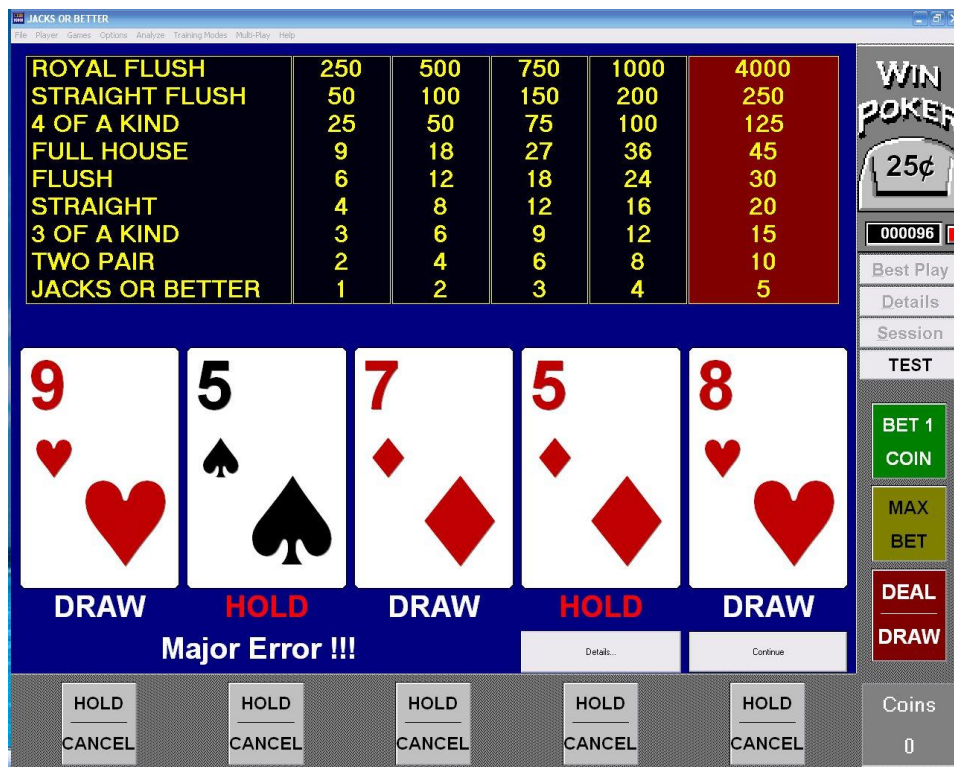 JACKS OR BETTER
File Player Games Options Analyze Training Modes Multi-Play Help
ROYAL FLUSH 250 500 750 1000 4000
STRAIGHT FLUSH 50 100 150 200 250
4 OF A KIND 25 50 75 100 125
FULL HOUSE 9 18 27 36 45
FLUSH 6 12 18 24 30
STRAIGHT 4 8 12 16 20
3 OF A KIND 3 6 9 12 15
TWO PAIR 2 4 6 8 10
JACKS OR BETTER 1 2 3 4 5
WIN
POKER
25¢
000096
Best Play
Details
Session
TEST
9 5 7 5 8
DRAW HOLD DRAW HOLD DRAW
Major Error !!!
Details...
Continue
BET 1
COIN
MAX
BET
DEAL
DRAW
HOLD HOLD HOLD HOLD HOLD
CANCEL CANCEL CANCEL CANCEL CANCEL
Coins
0